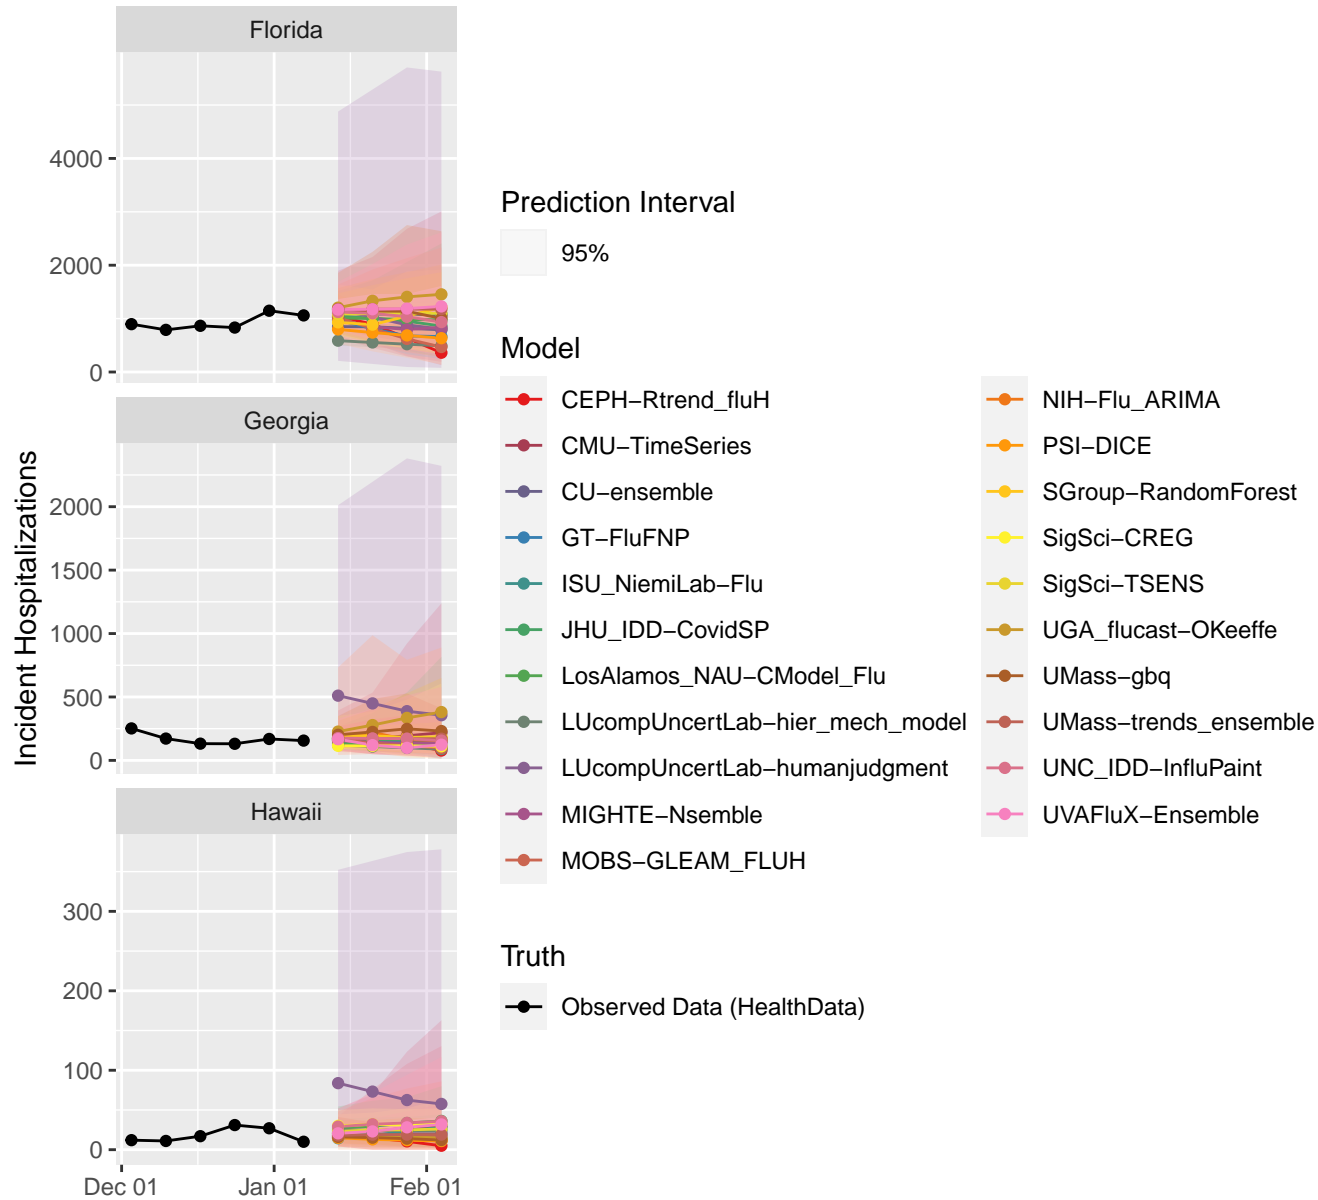 Florida
4000
2000
0
Georgia
2000
1500
1000
500
0
Hawaii
300
200
100
0
Dec 01 Jan 01 Feb 01
Incident Hospitalizations
Prediction Interval
95%
Model
CEPH−Rtrend_fluH
CMU−TimeSeries
CU−ensemble
GT−FluFNP
ISU_NiemiLab−Flu
JHU_IDD−CovidSP
LosAlamos_NAU−CModel_Flu
LUcompUncertLab−hier_mech_model
LUcompUncertLab−humanjudgment
MIGHTE−Nsemble
MOBS−GLEAM_FLUH
NIH−Flu_ARIMA
PSI−DICE
SGroup−RandomForest
SigSci−CREG
SigSci−TSENS
UGA_flucast−OKeeffe
UMass−gbq
UMass−trends_ensemble
UNC_IDD−InfluPaint
UVAFluX−Ensemble
Truth
Observed Data (HealthData)